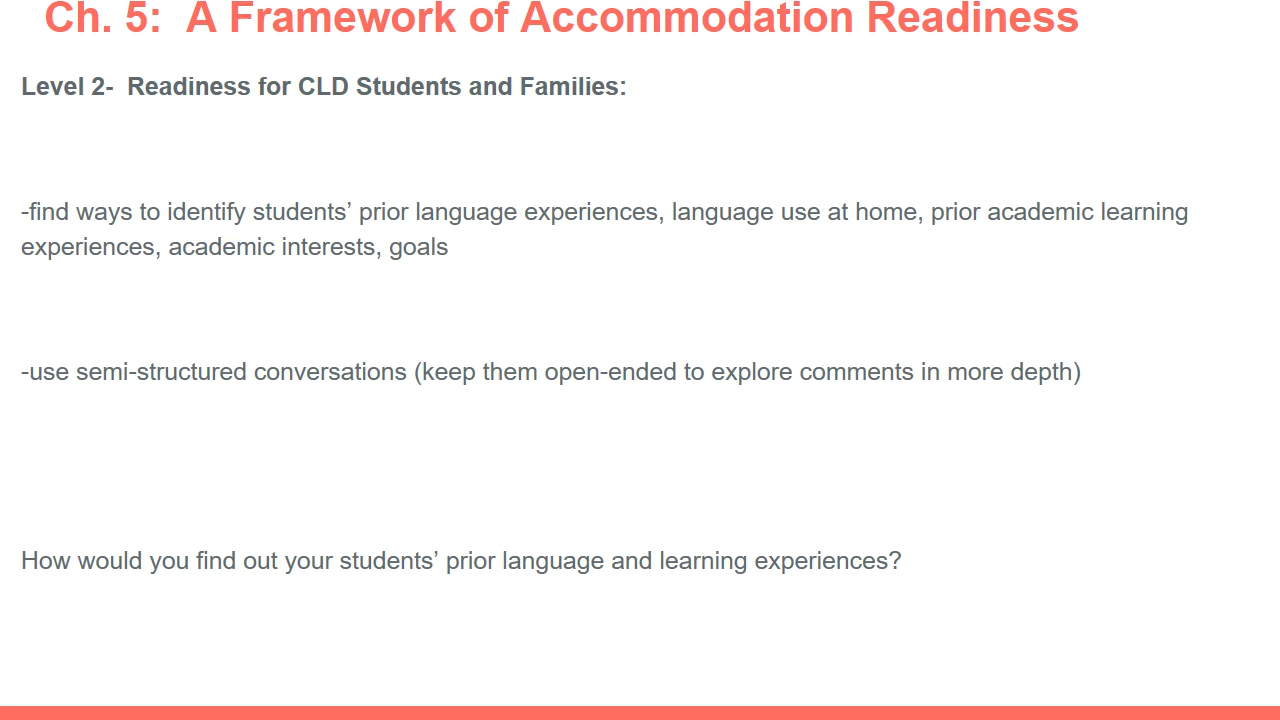 Ch. 5:  A Framework of Accommodation Readiness
Level 2-  Readiness for CLD Students and Families:
-find ways to identify students’ prior language experiences, language use at home, prior academic learning
experiences, academic interests, goals
-use semi-structured conversations (keep them open-ended to explore comments in more depth)
How would you find out your students’ prior language and learning experiences?